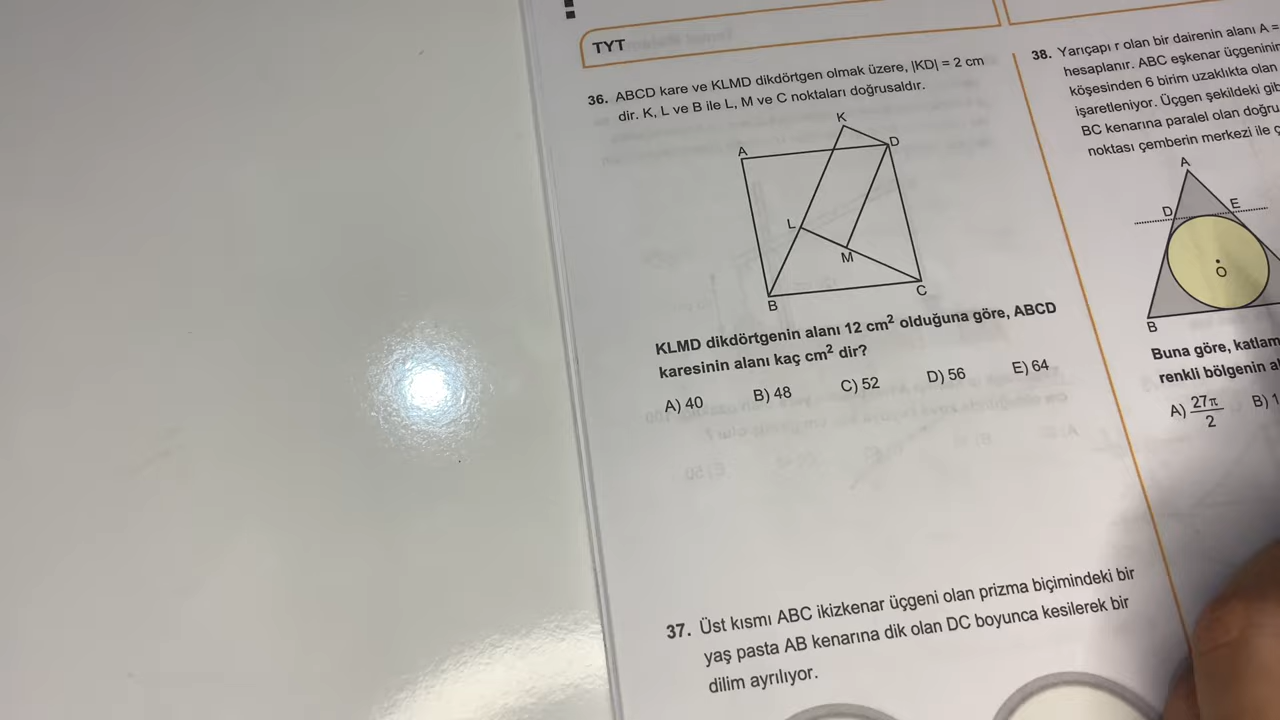 TYT
36. ABCD kare ve KLMD dikdörtgen olmak üzere, |KD| = 2 cm
dir. K, L ve B ile L, M ve C noktaları doğrusaldır.
K
A
D
L
M
B
C
KLMD dikdörtgenin alanı 12 cm² olduğuna göre, ABCD
karesinin alanı kaç cm² dir?
A) 40 B) 48 C) 52 D) 56 E) 64
37. Üst kısmı ABC ikizkenar üçgeni olan prizma biçimindeki bir
yaş pasta AB kenarına dik olan DC boyunca kesilerek bir
dilim ayrılıyor.
38. Yarıçapı r olan bir dairenin alanı A =
hesaplanır. ABC eşkenar üçgeninin
köşesinden 6 birim uzaklıkta olan
işaretleniyor. Üçgen şekildeki gib
BC kenarına paralel olan doğru
noktası çemberin merkezi ile ç
A
D
E
O
B
Buna göre, katlam
renkli bölgenin al
A) 27π/2 B) 1